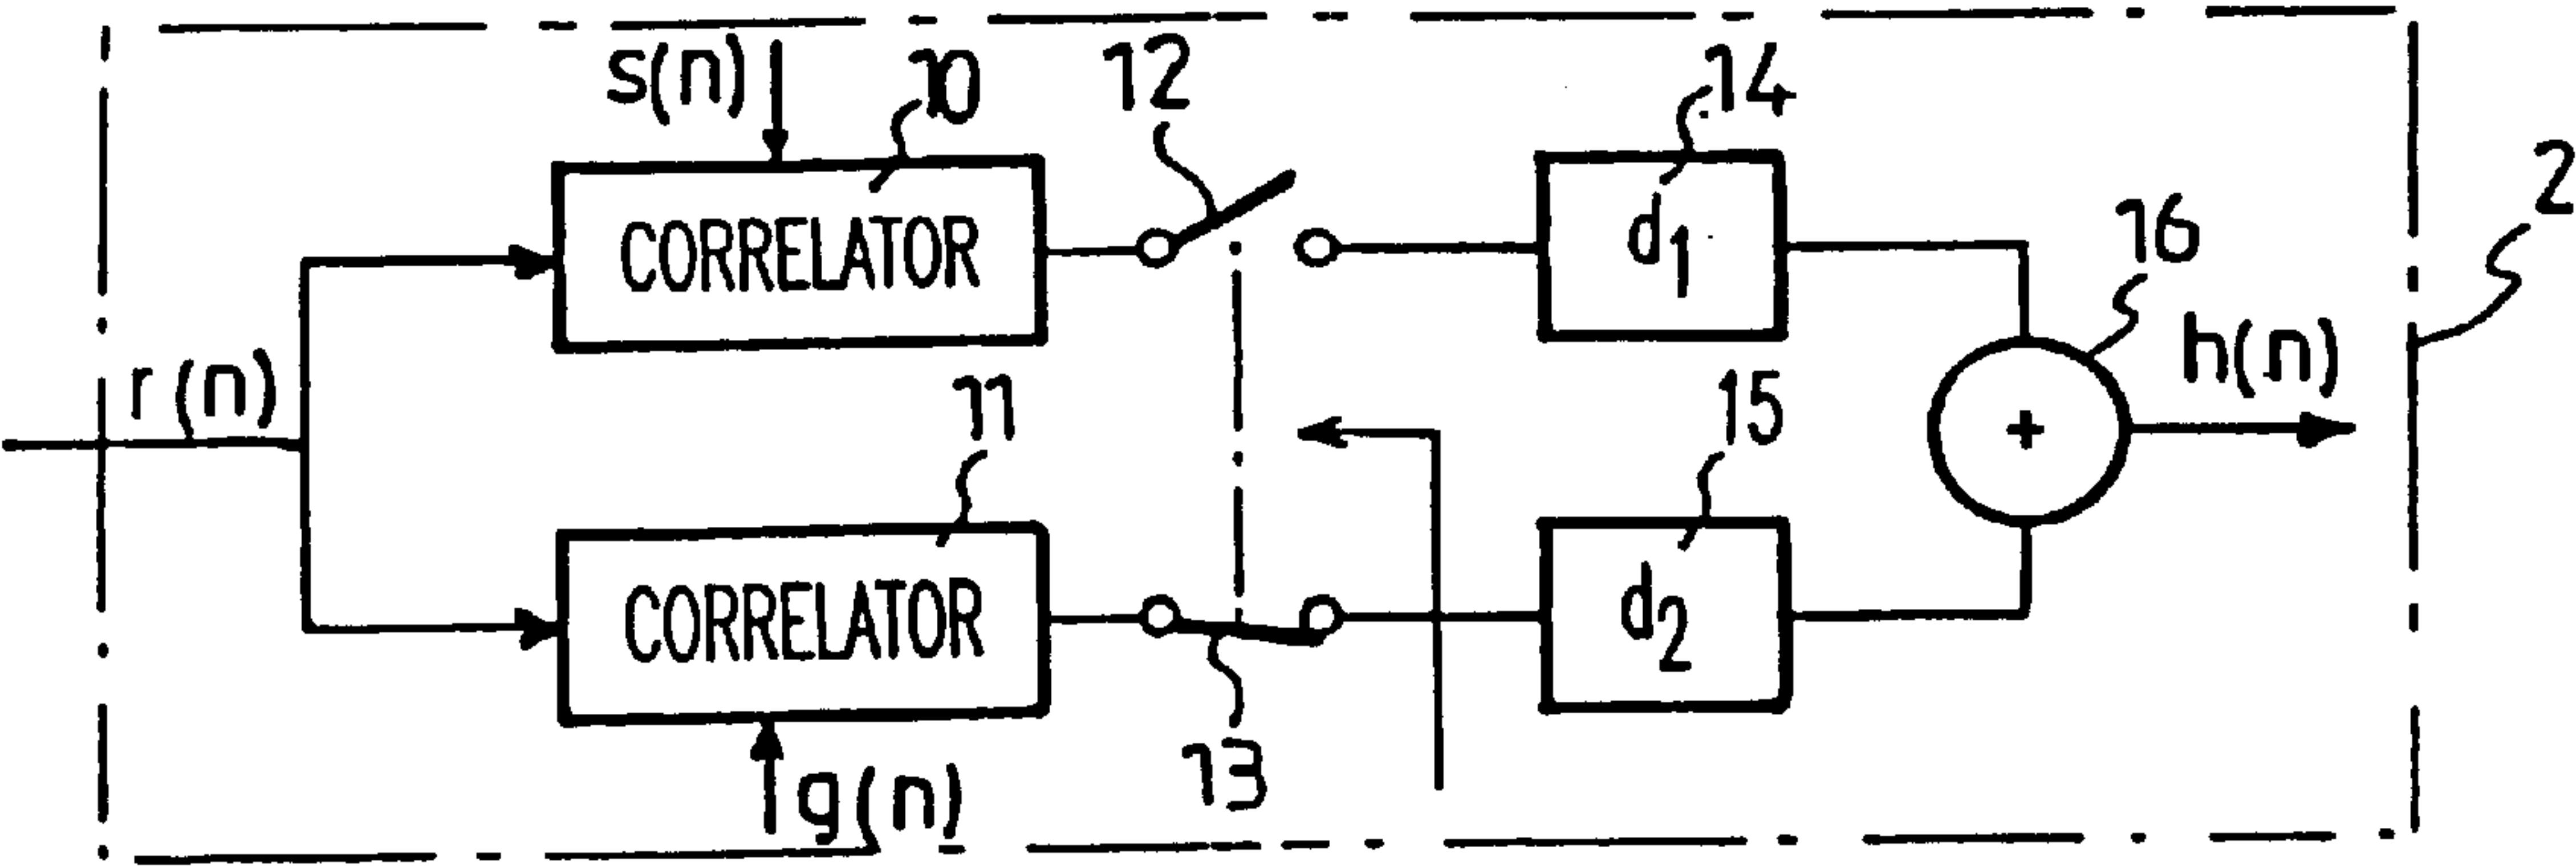 s(n)
10
12
14
2
CORRELATOR
d1
16
r(n)
h(n)
11
15
+
CORRELATOR
d2
13
g(n)